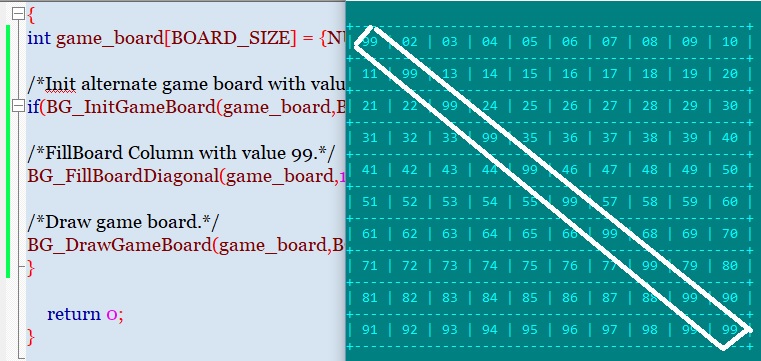 {
int game_board[BOARD_SIZE] = {NU
/*Init alternate game board with valu
if(BG_InitGameBoard(game_board,B
/*FillBoard Column with value 99.*/
BG_FillBoardDiagonal(game_board,1
/*Draw game board.*/
BG_DrawGameBoard(game_board,B
}
return 0;
}
| 99 | 02 | 03 | 04 | 05 | 06 | 07 | 08 | 09 | 10 |
| 11 | 99 | 13 | 14 | 15 | 16 | 17 | 18 | 19 | 20 |
| 21 | 22 | 99 | 24 | 25 | 26 | 27 | 28 | 29 | 30 |
| 31 | 32 | 33 | 99 | 35 | 36 | 37 | 38 | 39 | 40 |
| 41 | 42 | 43 | 44 | 99 | 46 | 47 | 48 | 49 | 50 |
| 51 | 52 | 53 | 54 | 55 | 99 | 57 | 58 | 59 | 60 |
| 61 | 62 | 63 | 64 | 65 | 66 | 99 | 68 | 69 | 70 |
| 71 | 72 | 73 | 74 | 75 | 76 | 77 | 99 | 79 | 80 |
| 81 | 82 | 83 | 84 | 85 | 86 | 87 | 88 | 99 | 90 |
| 91 | 92 | 93 | 94 | 95 | 96 | 97 | 98 | 99 | 99 |